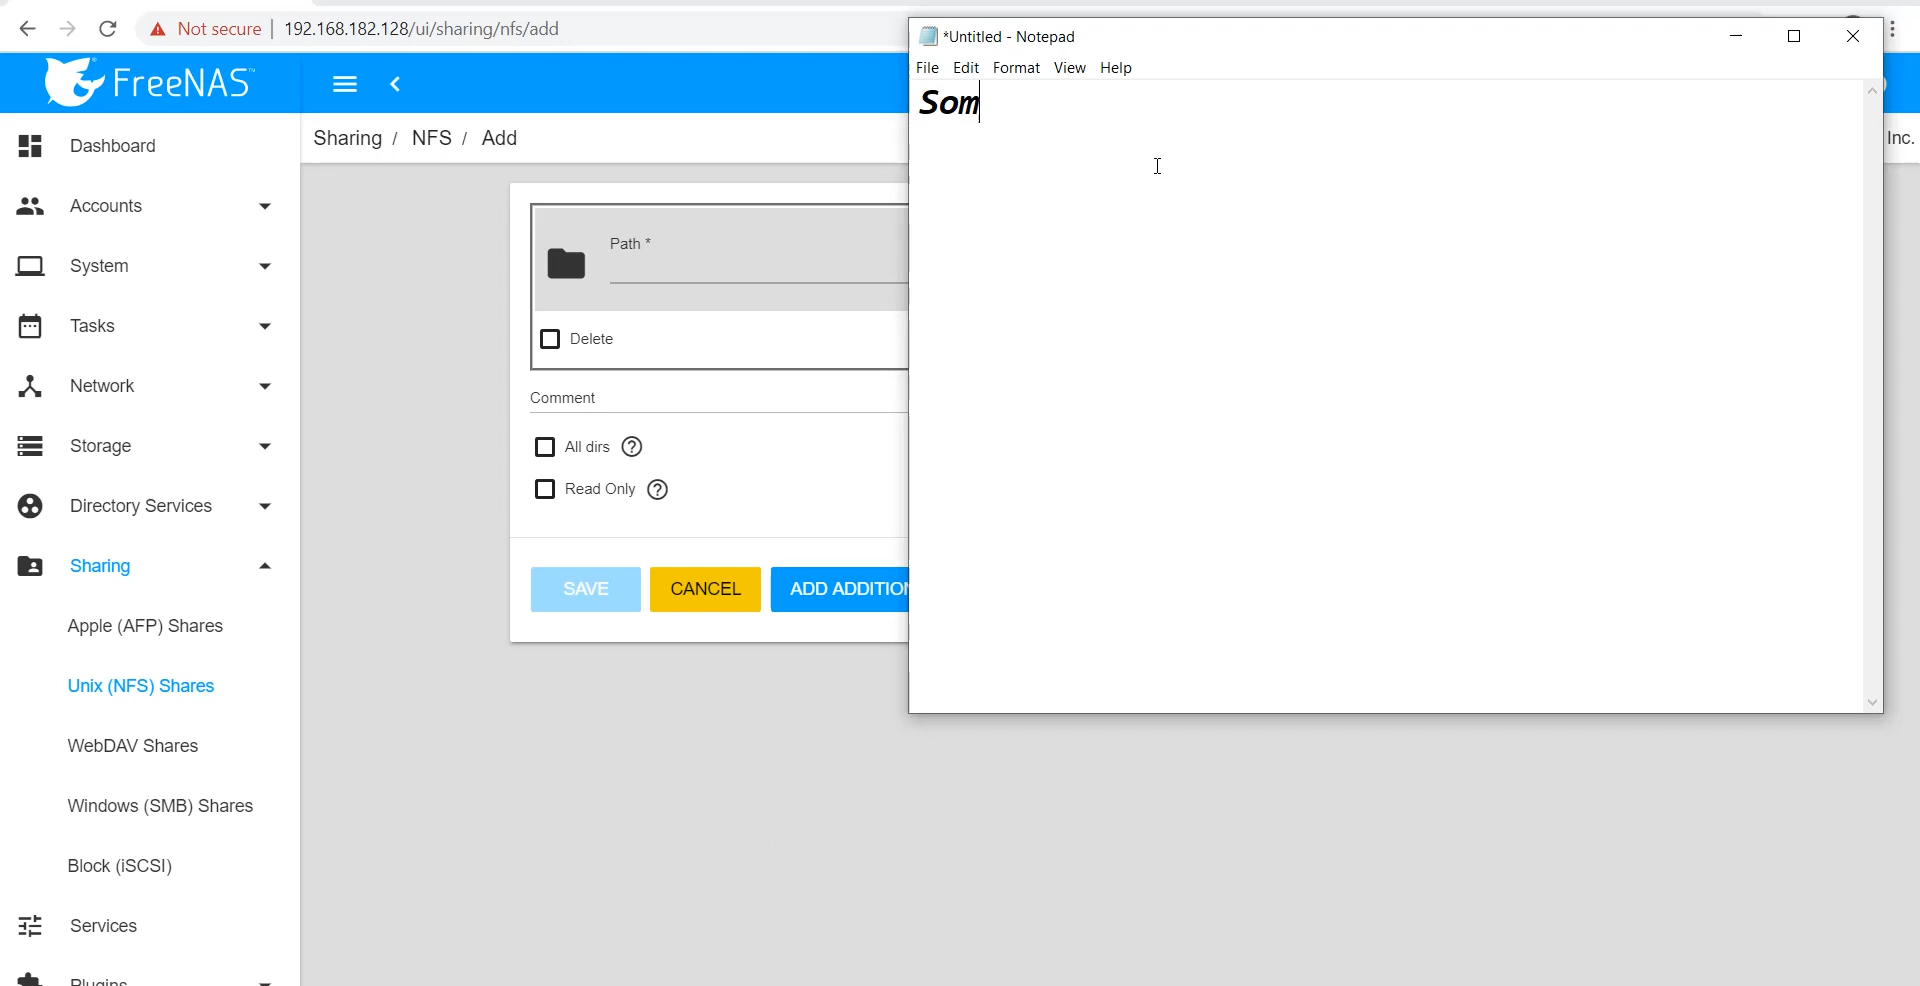 Not secure | 192.168.182.128/ui/sharing/nfs/add
FreeNAS™
Sharing / NFS / Add
Inc.
Dashboard
Accounts
System
Tasks
Network
Storage
Directory Services
Sharing
Apple (AFP) Shares
Unix (NFS) Shares
WebDAV Shares
Windows (SMB) Shares
Block (iSCSI)
Services
Plugins
Path *
Delete
Comment
All dirs
Read Only
SAVE CANCEL ADD ADDITION
*Untitled - Notepad
File Edit Format View Help
Som